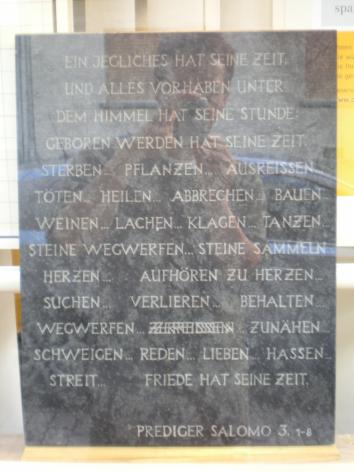 spa
EIN JEGLICHES HAT SEINE ZEIT,
UND ALLES VORHABEN UNTER
DEM HIMMEL HAT SEINE STUNDE:
GEBOREN WERDEN HAT SEINE ZEIT,
STERBEN... PFLANZEN... AUSREISSEN...
TÖTEN... HEILEN... ABBRECHEN... BAUEN
WEINEN... LACHEN... KLAGEN... TANZEN...
STEINE WEGWERFEN... STEINE SAMMELN
HERZEN... AUFHÖREN ZU HERZEN...
SUCHEN... VERLIEREN... BEHALTEN...
WEGWERFEN... ZERREISSEN ZUNÄHEN...
SCHWEIGEN... REDEN... LIEBEN... HASSEN...
STREIT... FRIEDE HAT SEINE ZEIT.
PREDIGER SALOMO 3. 1-8